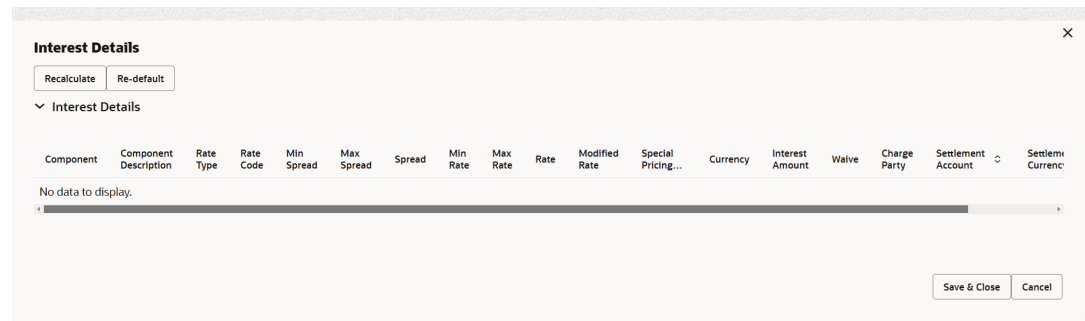 Interest Details
Recalculate Re-default
Interest Details
Component Component Description Rate Type Rate Code Min Spread Max Spread Spread Min Rate Max Rate Rate Modified Rate Special Pricing... Currency Interest Amount Waive Charge Party Settlement Account Settleme Currenc
No data to display.
Save & Close Cancel